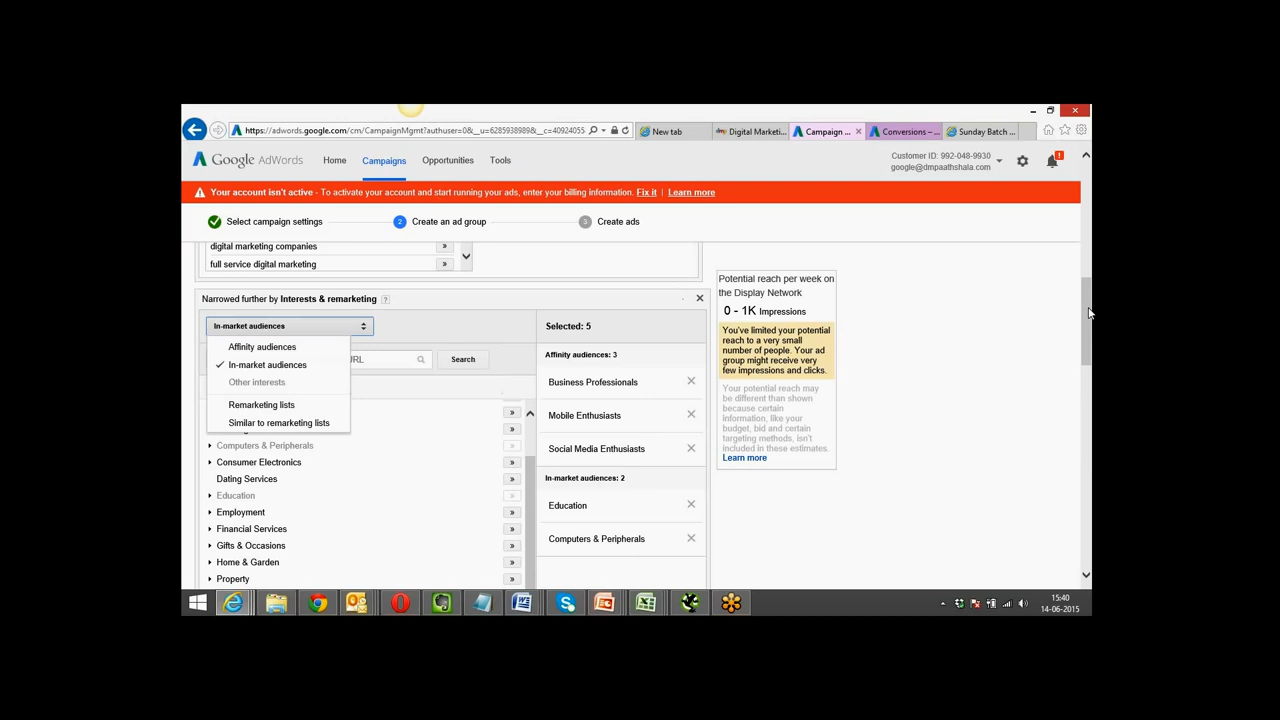 https://adwords.google.com/cm/CampaignMgmt?authuser=0&__u=6285938989&__c=40924055
New tab
Digital Marketi...
Campaign ...
Conversions – ...
Sunday Batch ...
Google AdWords
Home
Campaigns
Opportunities
Tools
Customer ID: 992-048-9930
google@dmpaathshala.com
Your account isn't active - To activate your account and start running your ads, enter your billing information. Fix it | Learn more
Select campaign settings
2 Create an ad group
3 Create ads
digital marketing companies »
full service digital marketing »
Narrowed further by Interests & remarketing ?
In-market audiences
Affinity audiences
In-market audiences
Other interests
Remarketing lists
Similar to remarketing lists
URL
Search
Computers & Peripherals »
Consumer Electronics »
Dating Services »
Education »
Employment »
Financial Services »
Gifts & Occasions »
Home & Garden »
Property »
Selected: 5
Affinity audiences: 3
Business Professionals
Mobile Enthusiasts
Social Media Enthusiasts
In-market audiences: 2
Education
Computers & Peripherals
Potential reach per week on
the Display Network
0 - 1K Impressions
You've limited your potential
reach to a very small
number of people. Your ad
group might receive very
few impressions and clicks.
Your potential reach may
be different than shown
because certain
information, like your
budget, bid and certain
targeting methods, isn't
included in these estimates.
Learn more
15:40
14-06-2015